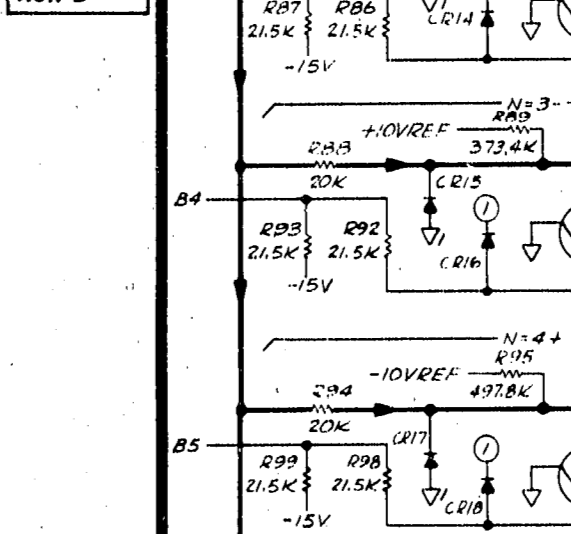 R87
R86
CR14
21.5K
21.5K
-15V
N=3--
R89
+10VREF
R88
373.4K
20K
CR15
B4
1
R93
R92
21.5K
21.5K
CR16
-15V
N=4+
R95
-10VREF
R94
497.8K
20K
CR17
B5
1
R99
R98
21.5K
21.5K
CR18
-15V